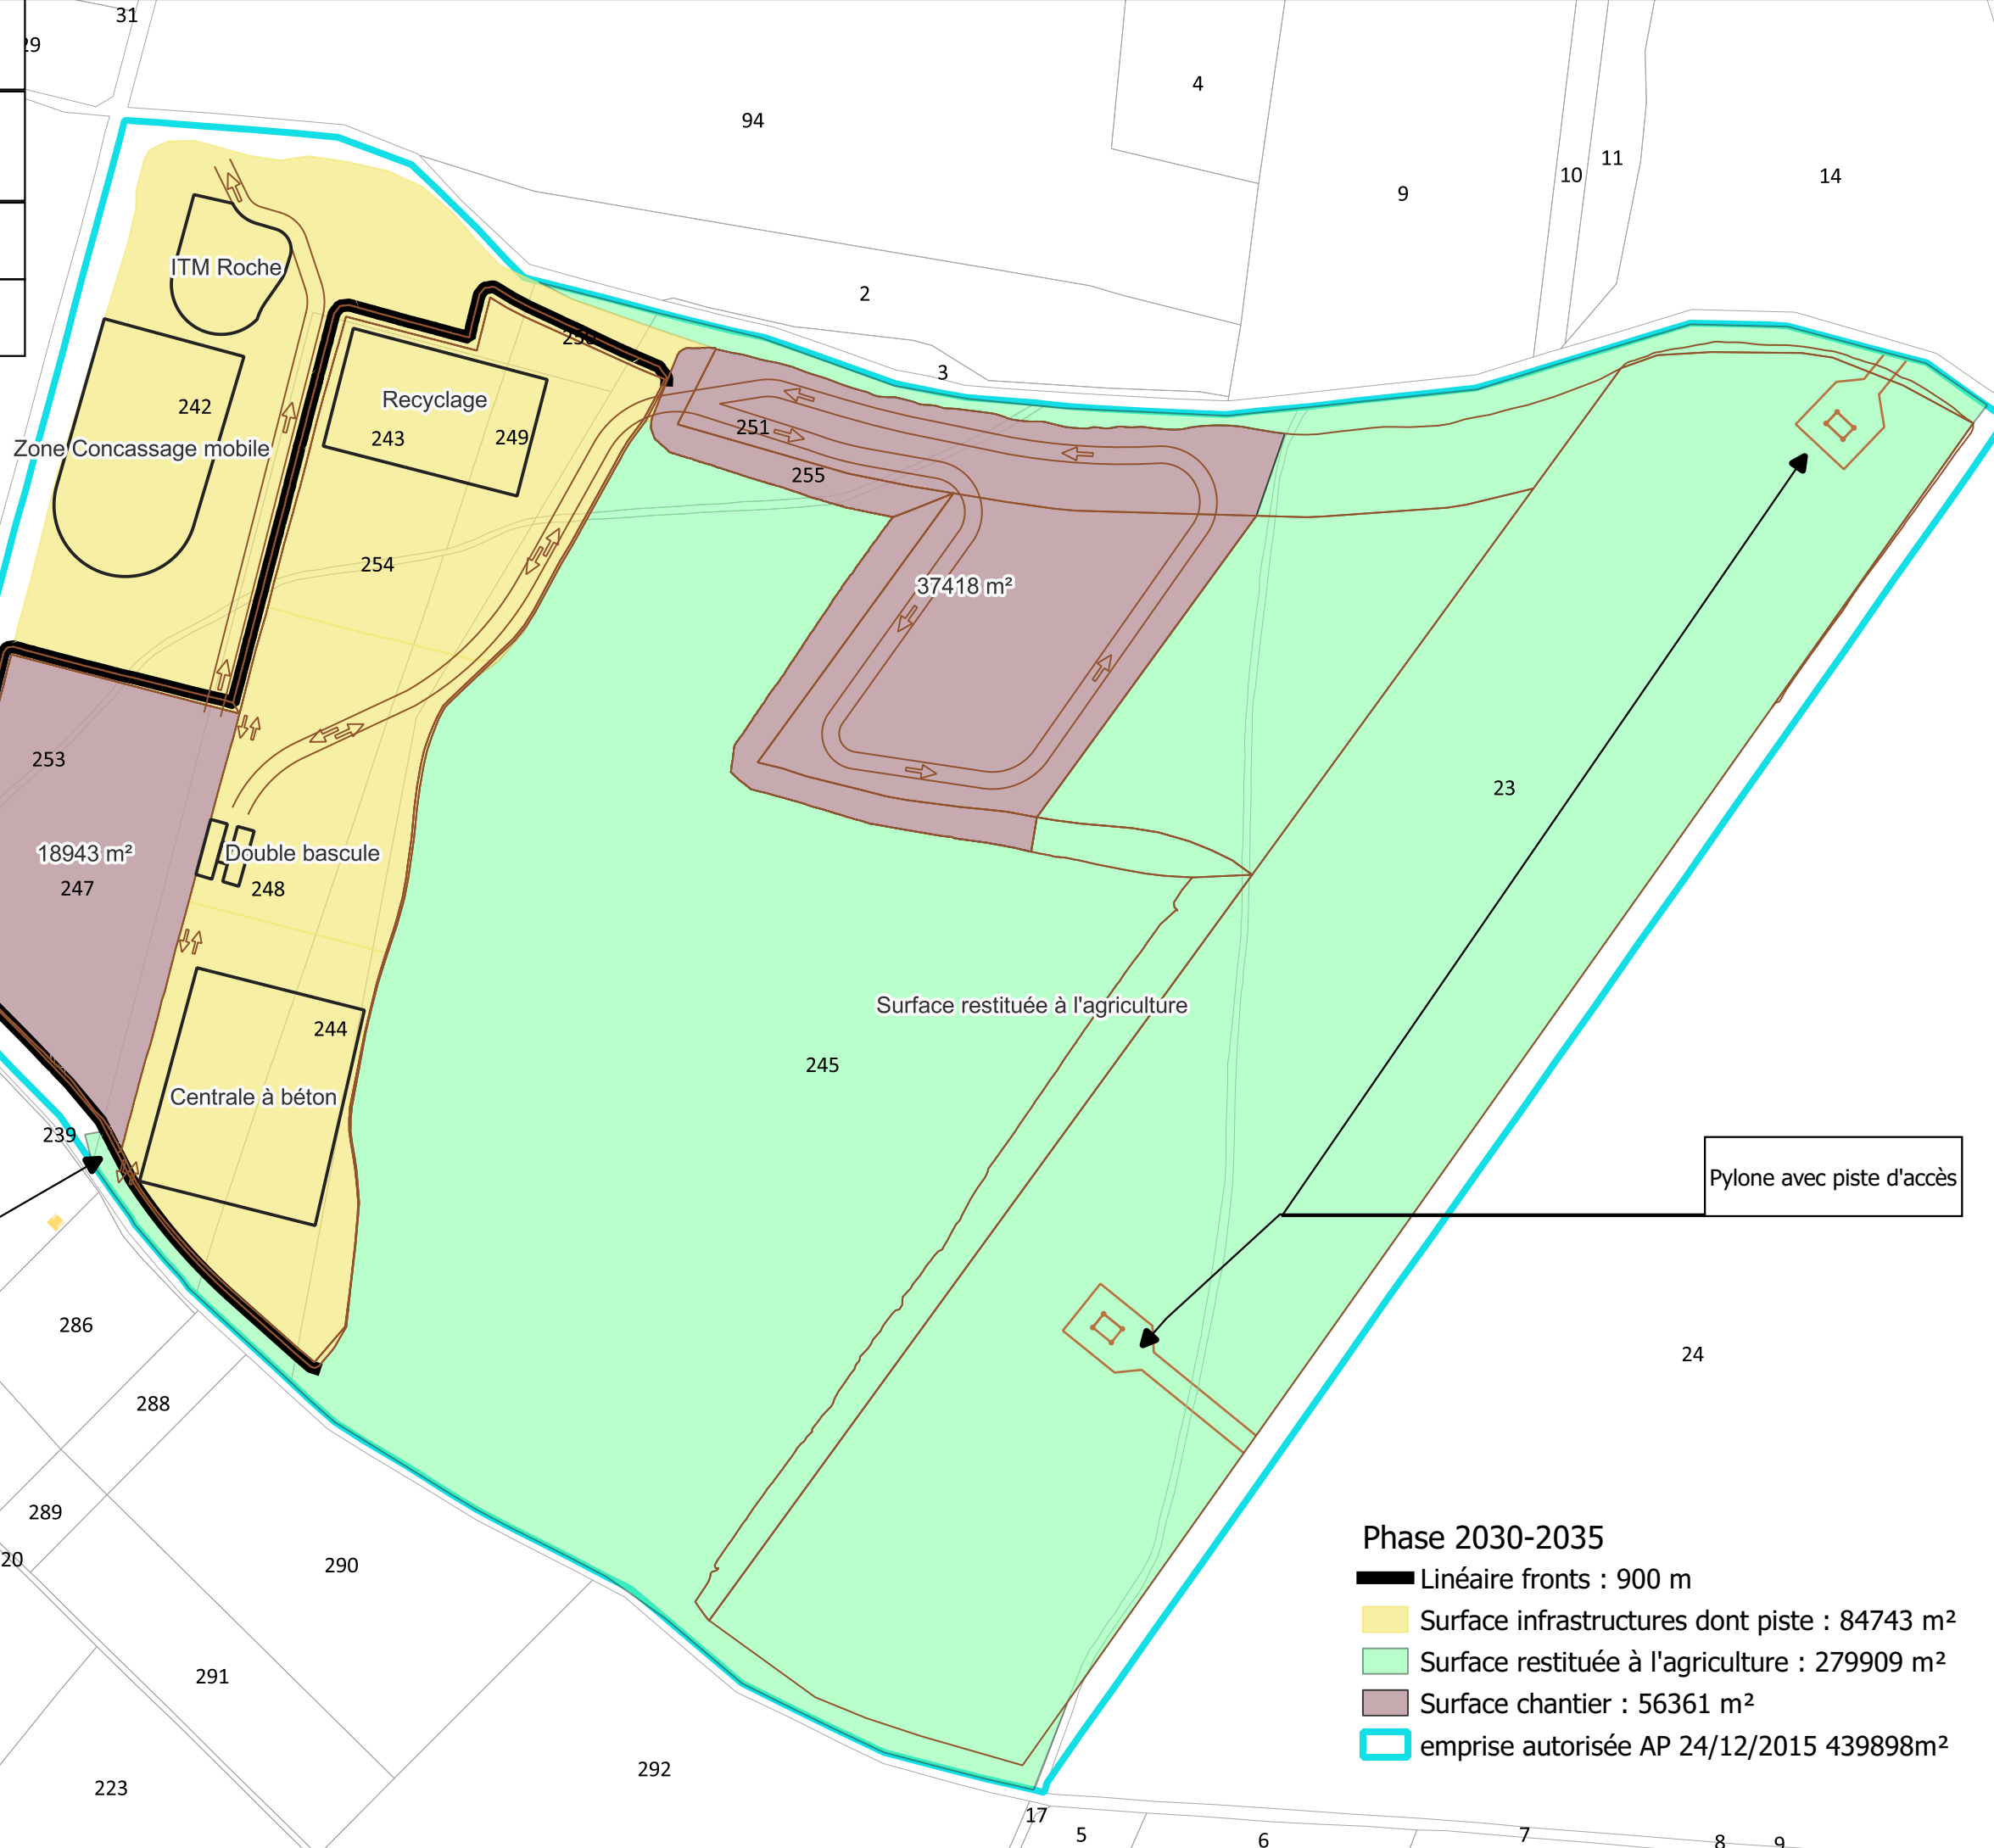 31
29
4
94
11
10
14
9
ITM Roche
2
250
3
Recyclage
242
243
249
251
Zone Concassage mobile
255
254
37418 m²
253
23
18943 m²
Double bascule
247
248
Surface restituée à l'agriculture
244
245
Centrale à béton
239
Pylone avec piste d'accès
286
24
288
289
20
290
291
292
223
17
5
6
7
8
9
Phase 2030-2035
Linéaire fronts : 900 m
Surface infrastructures dont piste : 84743 m²
Surface restituée à l'agriculture : 279909 m²
Surface chantier : 56361 m²
emprise autorisée AP 24/12/2015 439898m²